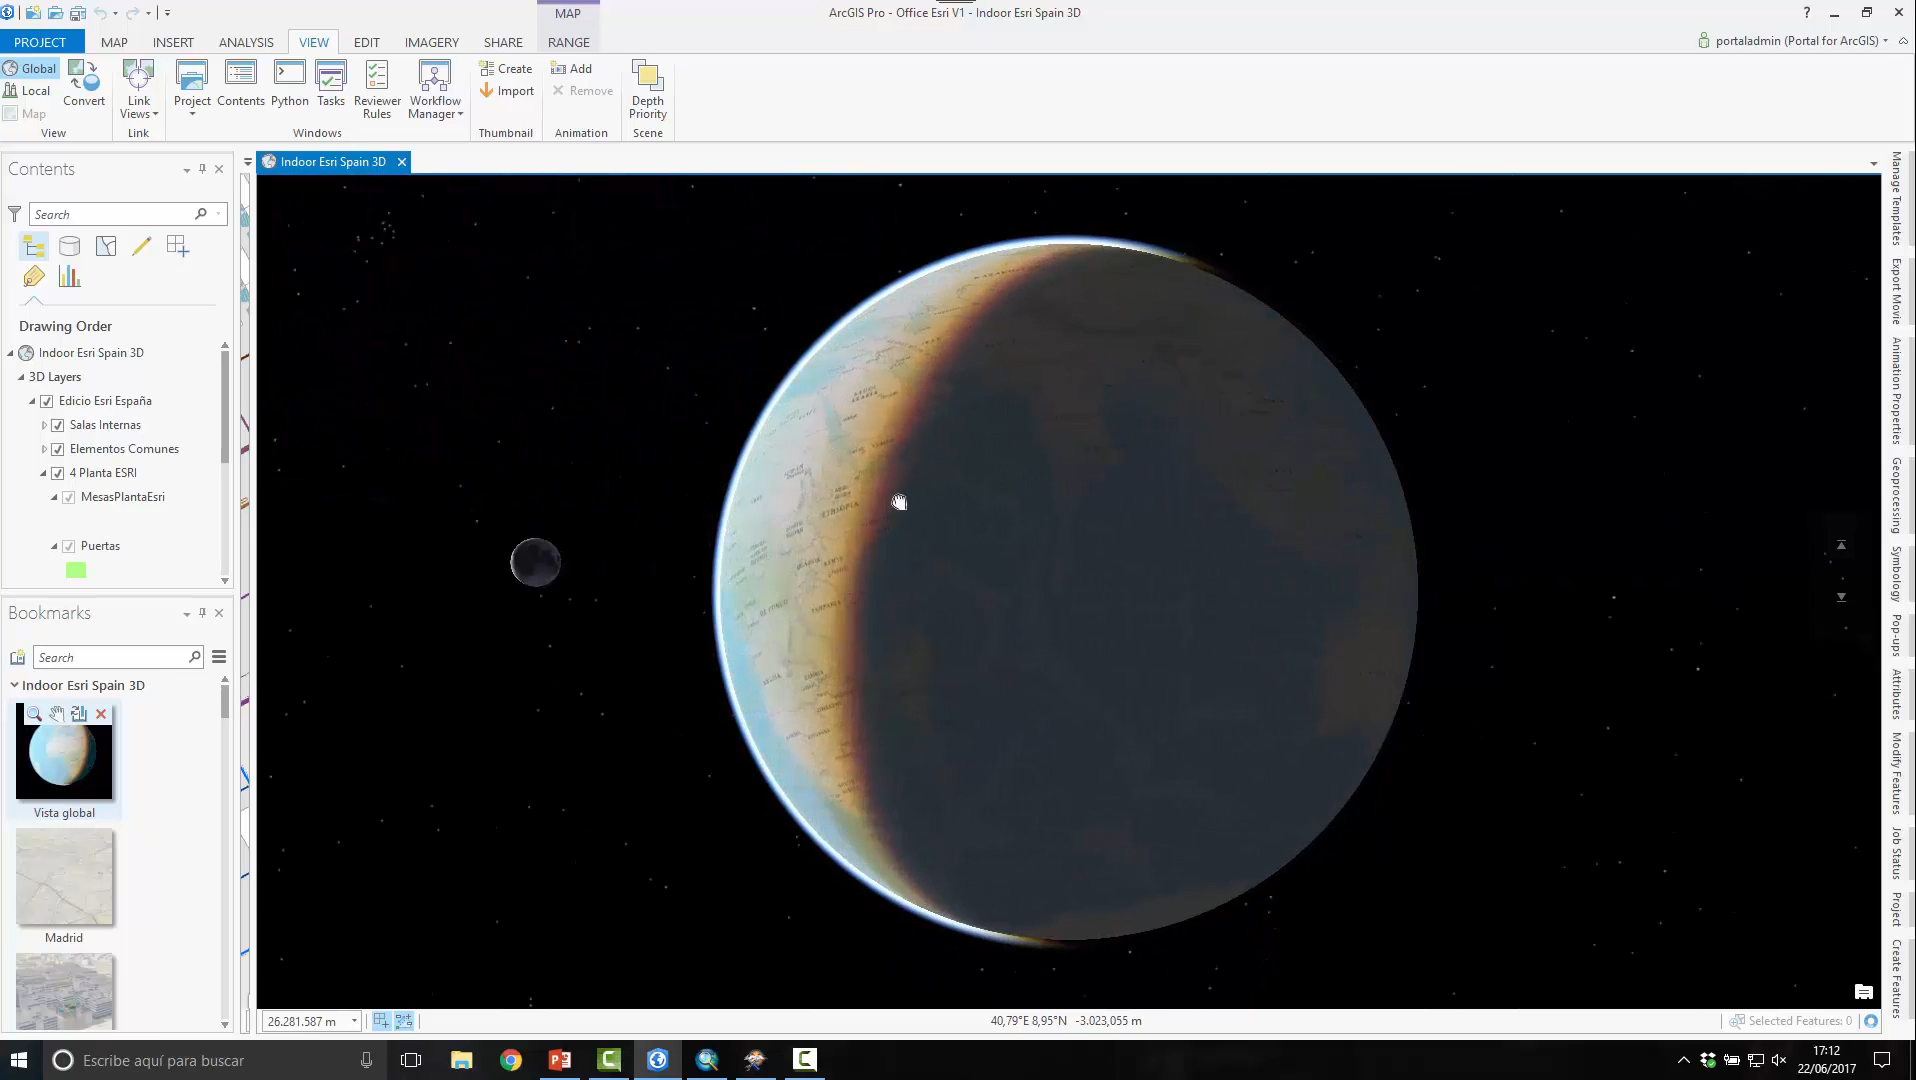 MAP
ArcGIS Pro - Office Esri V1 - Indoor Esri Spain 3D
?
PROJECT MAP INSERT ANALYSIS VIEW EDIT IMAGERY SHARE RANGE
portaladmin (Portal for ArcGIS)
Global
Local
Map
Convert
Link Views
Project
Contents
Python
Tasks
Reviewer Rules
Workflow Manager
Create
Import
Add
Remove
Depth Priority
View
Link
Windows
Thumbnail
Animation
Scene
Contents
Search
Drawing Order
Indoor Esri Spain 3D
3D Layers
Edicio Esri España
Salas Internas
Elementos Comunes
4 Planta ESRI
MesasPlantaEsri
Puertas
Bookmarks
Search
Indoor Esri Spain 3D
Vista global
Madrid
Indoor Esri Spain 3D
ETHIOPIA
TANZANIA
26.281.587 m
40,79°E 8,95°N -3.023,055 m
Selected Features: 0
Manage Templates
Export Movie
Animation Properties
Geoprocessing
Symbology
Pop-ups
Attributes
Modify Features
Job Status
Project
Create Features
Escribe aquí para buscar
17:12
22/06/2017